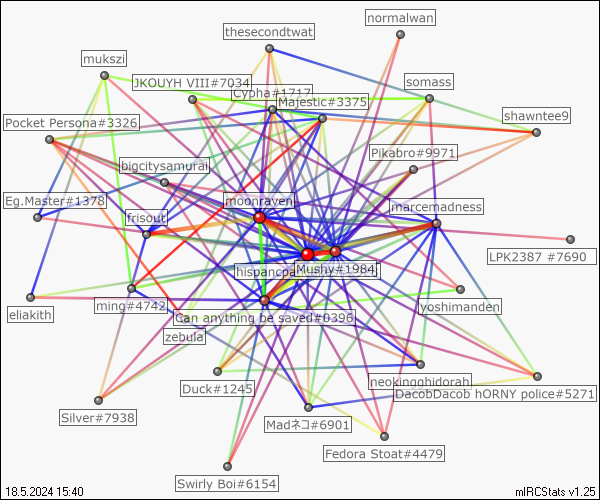 normalwan
thesecondtwat
mukszi
JKOUYH VIII#7034
somass
Cypha#1717
Majestic#3375
Pocket Persona#3326
shawntee9
Pikabro#9971
bigcitysamurai
Eg.Master#1378
moonraven
marcemadness
frisout
LPK2387 #7690
hispanopa
Mushy#1984
eliakith
ming#4742
yoshimanden
Can anything be saved#0396
zebula
neokingghidorah
Duck#1245
DacobDacob hORNY police#5271
Silver#7938
Madネコ#6901
Fedora Stoat#4479
Swirly Boi#6154
18.5.2024 15:40
mIRCStats v1.25